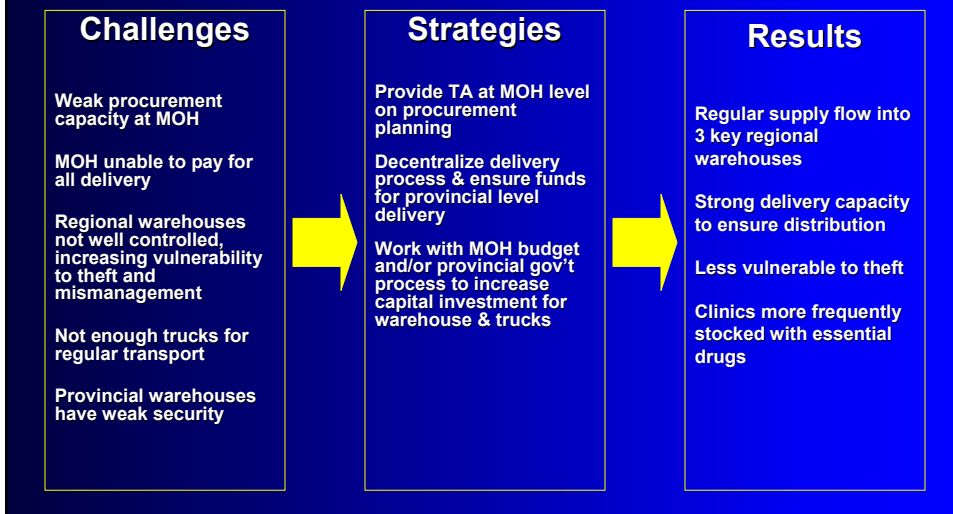 Challenges
Weak procurement
capacity at MOH
MOH unable to pay for
all delivery
Regional warehouses
not well controlled,
increasing vulnerability
to theft and
mismanagement
Not enough trucks for
regular transport
Provincial warehouses
have weak security
Strategies
Provide TA at MOH level
on procurement
planning
Decentralize delivery
process & ensure funds
for provincial level
delivery
Work with MOH budget
and/or provincial gov't
process to increase
capital investment for
warehouse & trucks
Results
Regular supply flow into
3 key regional
warehouses
Strong delivery capacity
to ensure distribution
Less vulnerable to theft
Clinics more frequently
stocked with essential
drugs